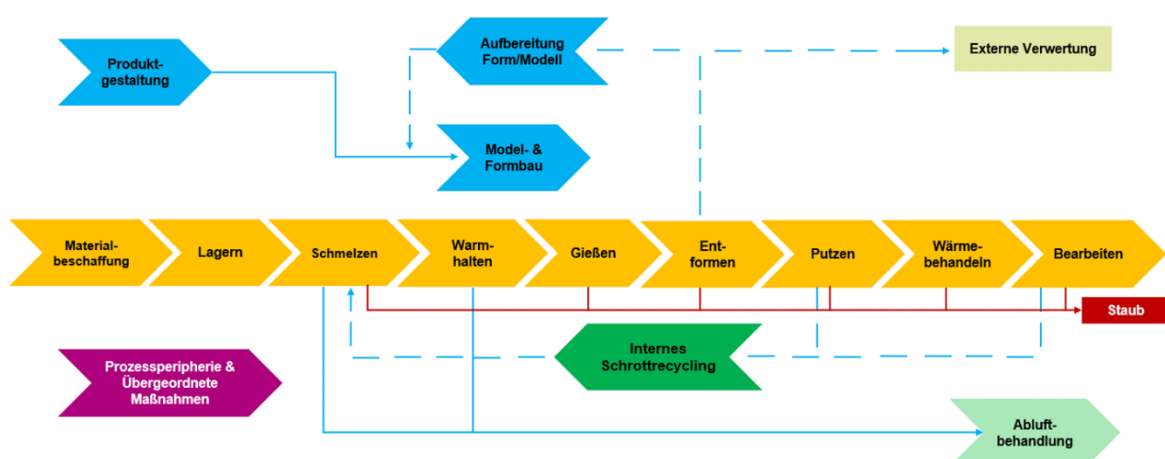 Produkt-
gestaltung
Aufbereitung
Form/Modell
Externe Verwertung
Model- &
Formbau
Material-
beschaffung
Lagern
Schmelzen
Warm-
halten
Gießen
Ent-
formen
Putzen
Wärme-
behandeln
Bearbeiten
Staub
Internes
Schrottrecycling
Prozessperipherie &
Übergeordnete
Maßnahmen
Abluft-
behandlung